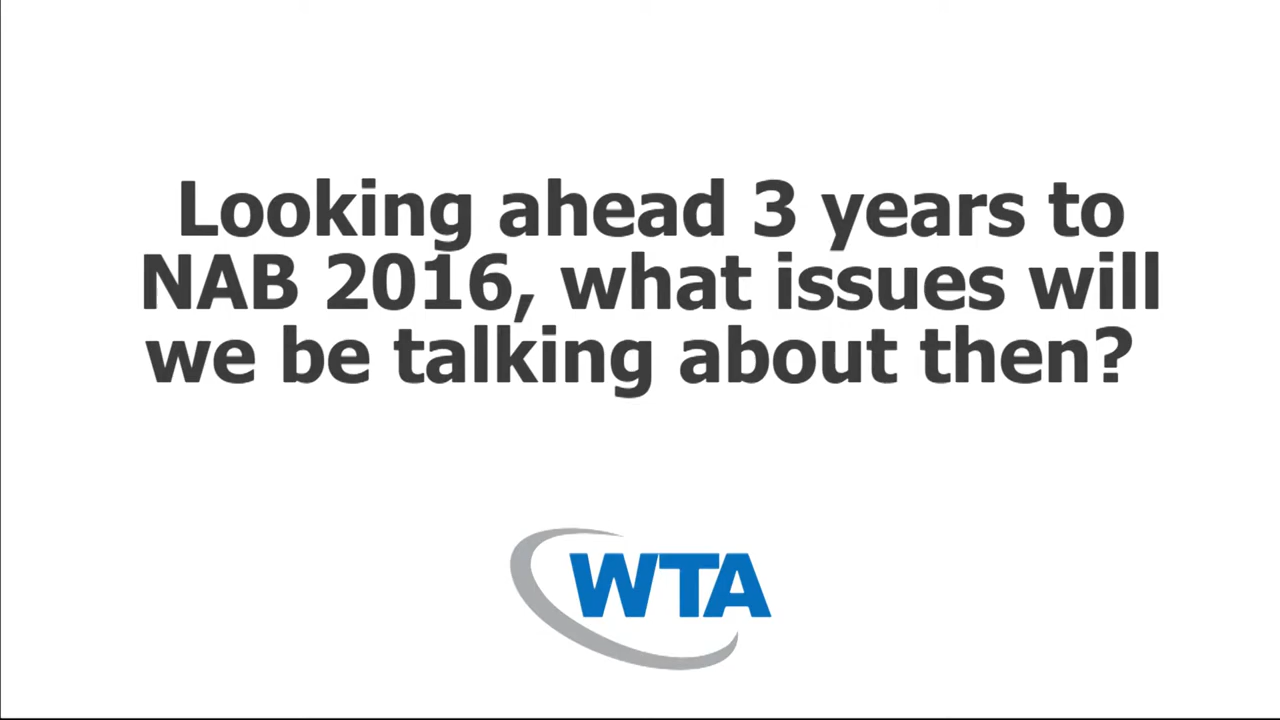 Looking ahead 3 years to
NAB 2016, what issues will
we be talking about then?
WTA